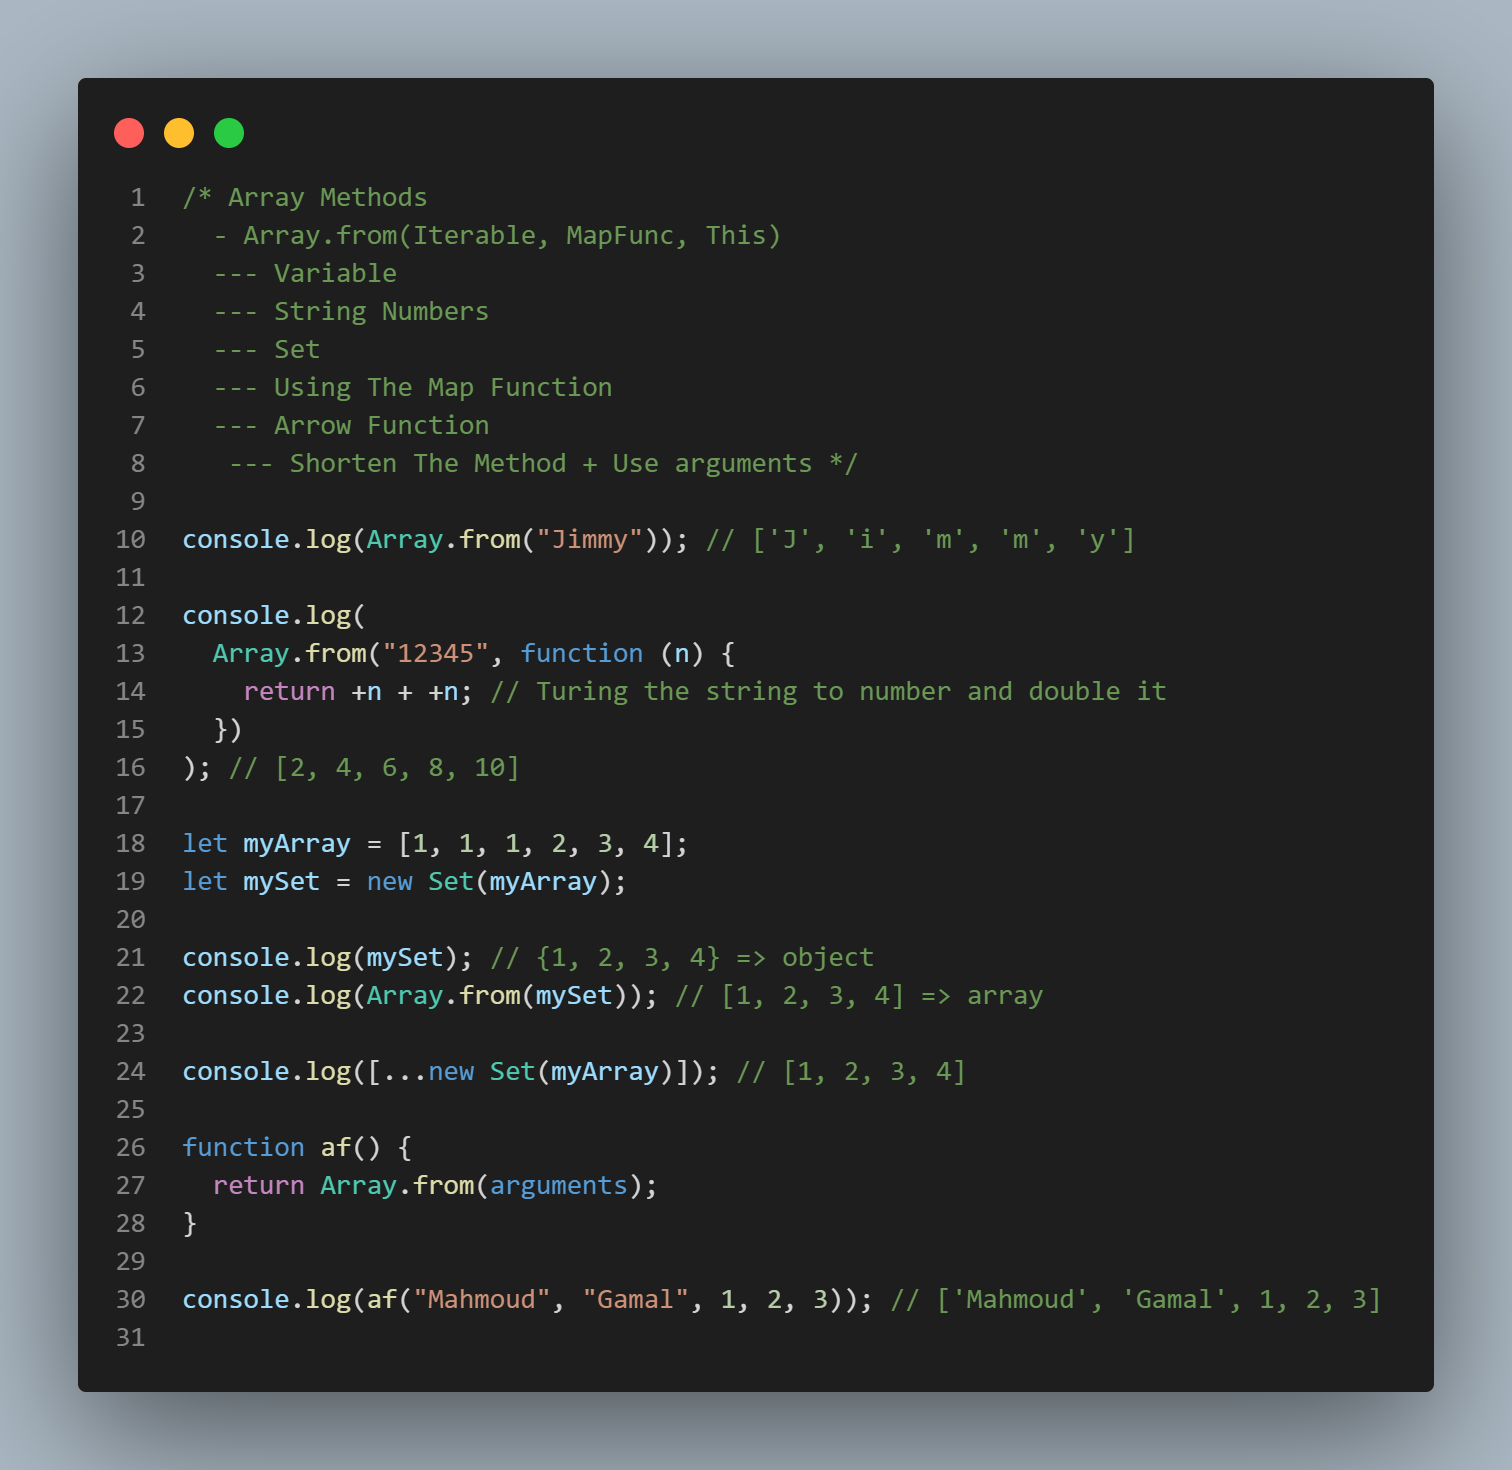 1 /* Array Methods
2   - Array.from(Iterable, MapFunc, This)
3   --- Variable
4   --- String Numbers
5   --- Set
6   --- Using The Map Function
7   --- Arrow Function
8    --- Shorten The Method + Use arguments */
9
10 console.log(Array.from("Jimmy")); // ['J', 'i', 'm', 'm', 'y']
11
12 console.log(
13   Array.from("12345", function (n) {
14     return +n + +n; // Turing the string to number and double it
15   })
16 ); // [2, 4, 6, 8, 10]
17
18 let myArray = [1, 1, 1, 2, 3, 4];
19 let mySet = new Set(myArray);
20
21 console.log(mySet); // {1, 2, 3, 4} => object
22 console.log(Array.from(mySet)); // [1, 2, 3, 4] => array
23
24 console.log([...new Set(myArray)]); // [1, 2, 3, 4]
25
26 function af() {
27   return Array.from(arguments);
28 }
29
30 console.log(af("Mahmoud", "Gamal", 1, 2, 3)); // ['Mahmoud', 'Gamal', 1, 2, 3]
31